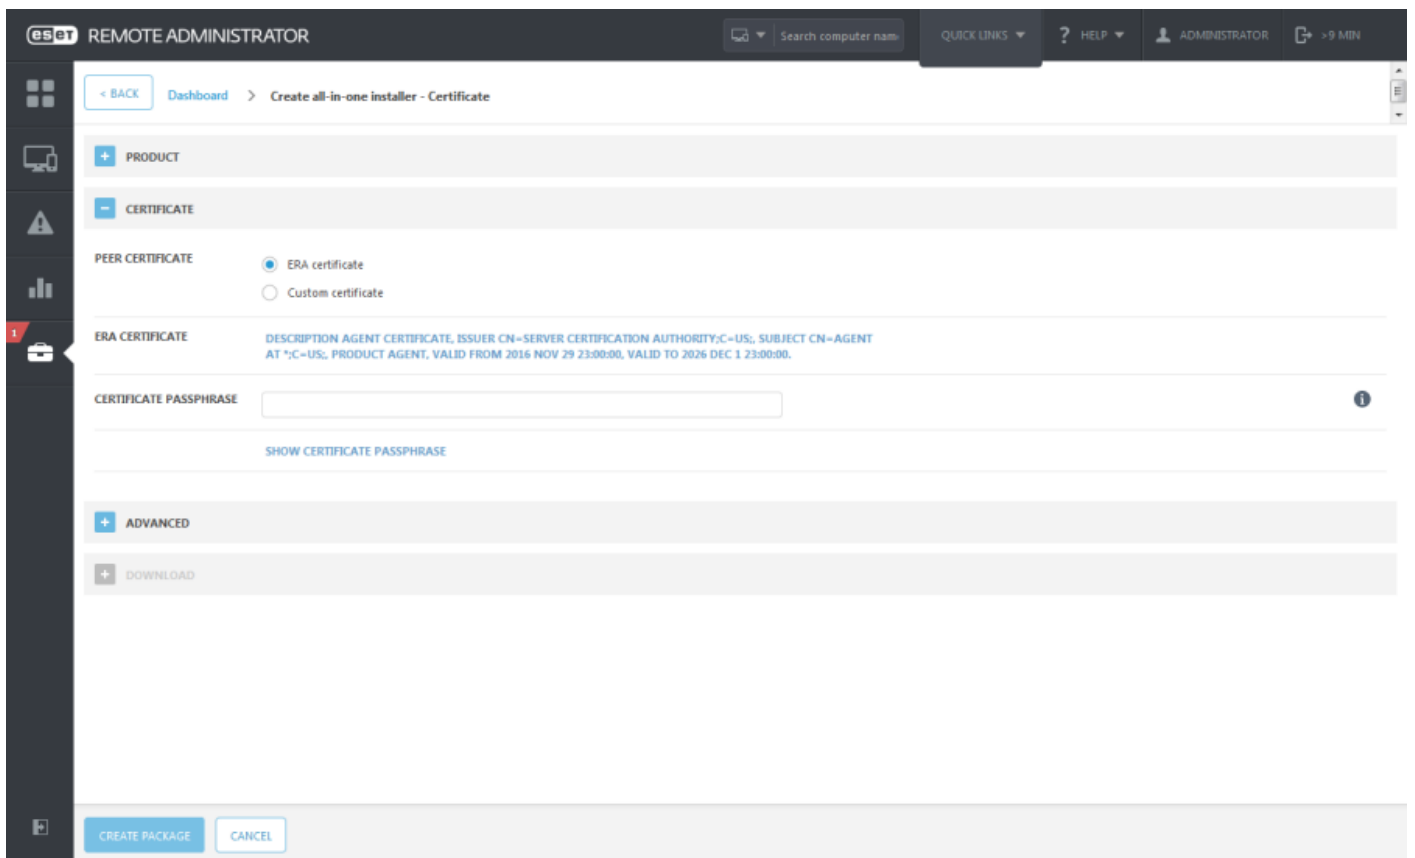 eset REMOTE ADMINISTRATOR
Search computer nam
QUICK LINKS
? HELP
ADMINISTRATOR
>9 MIN
< BACK
Dashboard > Create all-in-one installer - Certificate
+ PRODUCT
− CERTIFICATE
PEER CERTIFICATE
ERA certificate
Custom certificate
ERA CERTIFICATE
DESCRIPTION AGENT CERTIFICATE, ISSUER CN=SERVER CERTIFICATION AUTHORITY;C=US;, SUBJECT CN=AGENT
AT *;C=US;, PRODUCT AGENT, VALID FROM 2016 NOV 29 23:00:00, VALID TO 2026 DEC 1 23:00:00.
CERTIFICATE PASSPHRASE
SHOW CERTIFICATE PASSPHRASE
+ ADVANCED
+ DOWNLOAD
1
CREATE PACKAGE
CANCEL